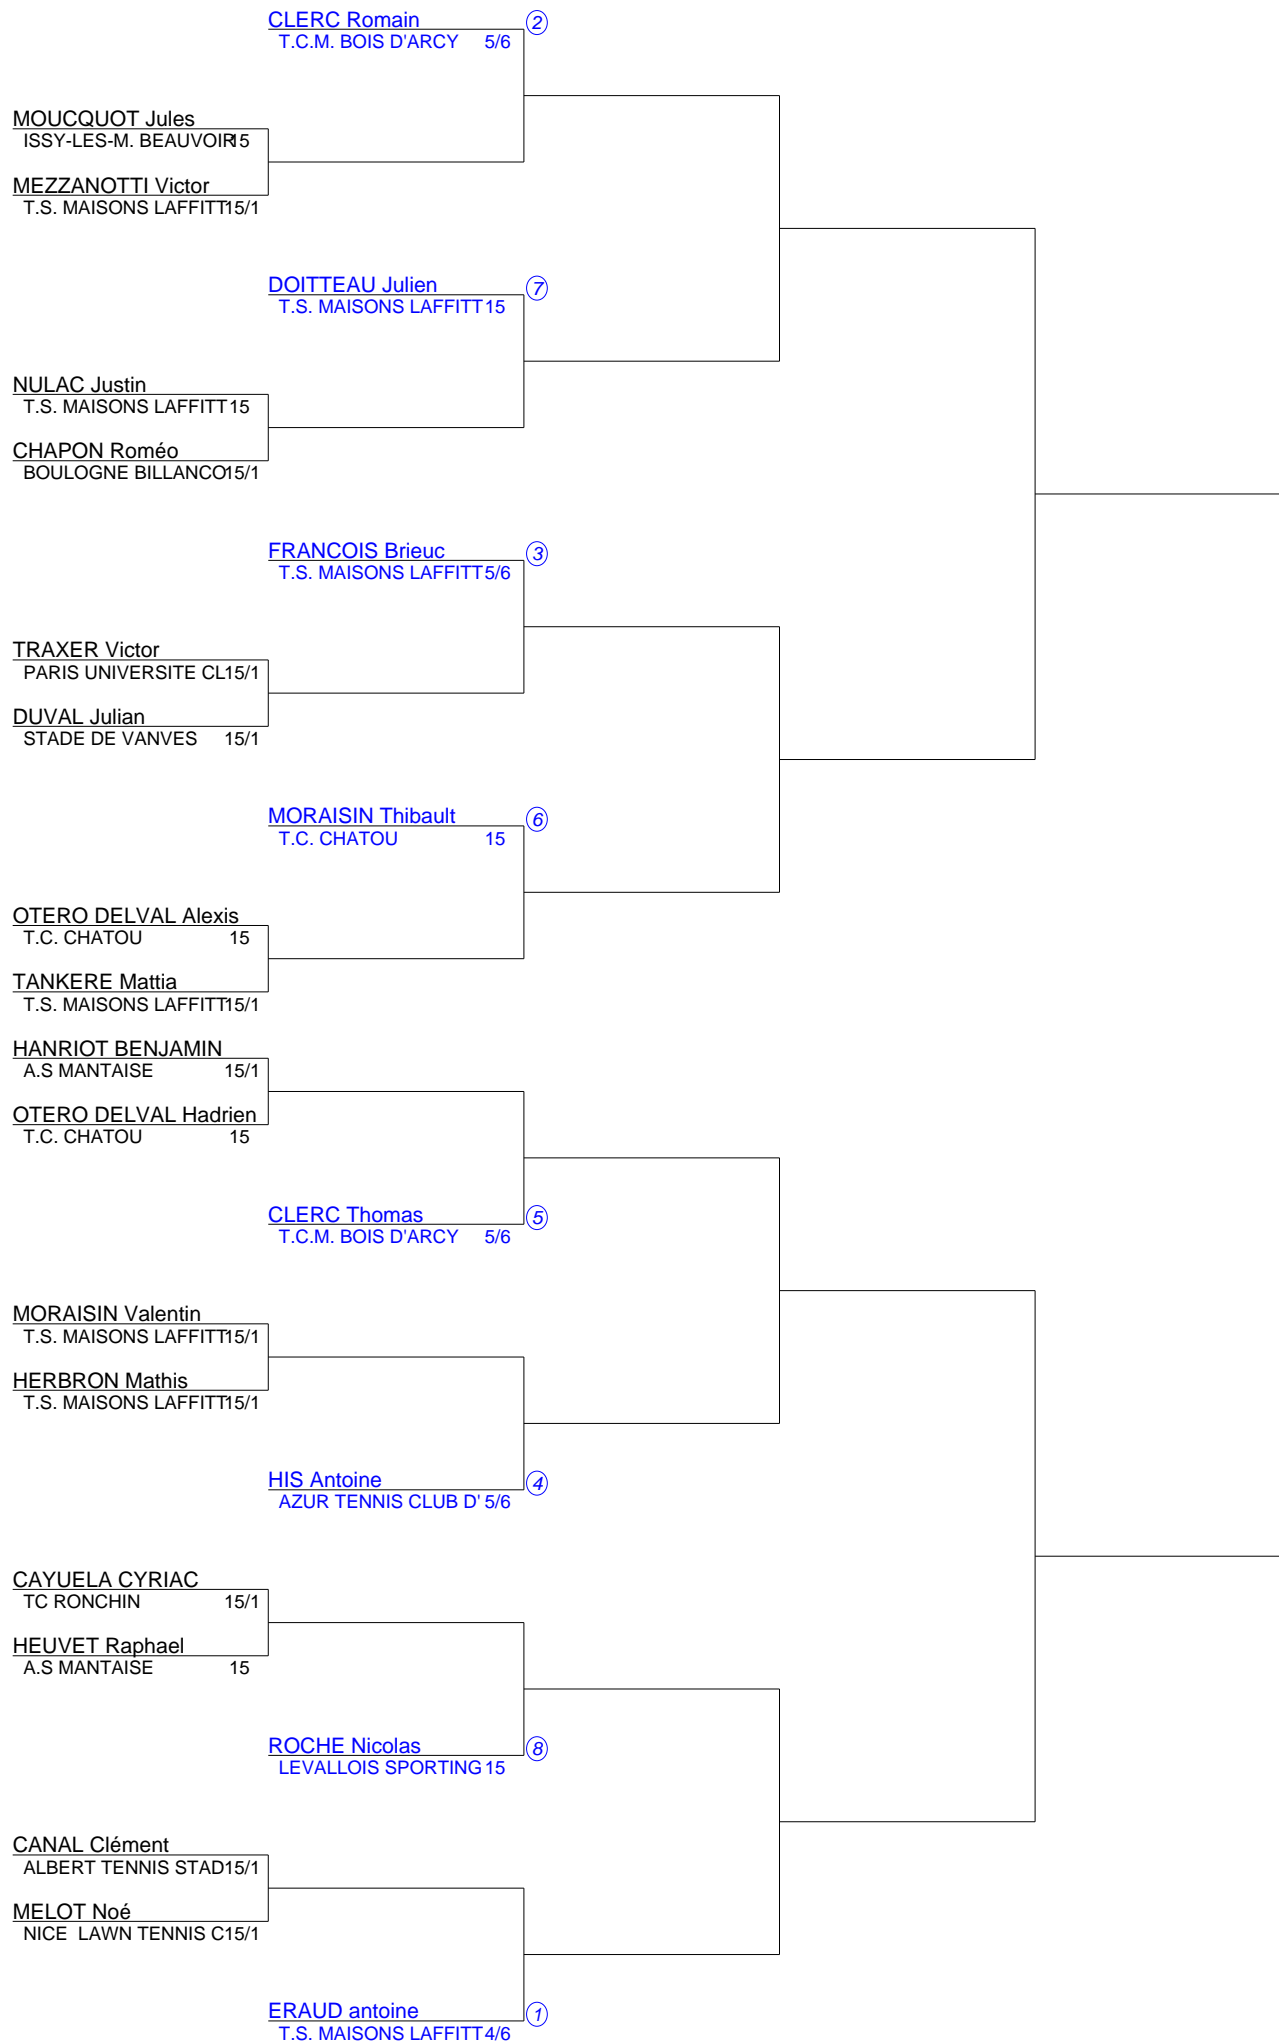 CLERC Romain 2
T.C.M. BOIS D'ARCY 5/6
MOUCQUOT Jules
ISSY-LES-M. BEAUVOIR 15
MEZZANOTTI Victor
T.S. MAISONS LAFFITT 15/1
DOITTEAU Julien 7
T.S. MAISONS LAFFITT 15
NULAC Justin
T.S. MAISONS LAFFITT 15
CHAPON Roméo
BOULOGNE BILLANCO 15/1
FRANCOIS Brieuc 3
T.S. MAISONS LAFFITT 5/6
TRAXER Victor
PARIS UNIVERSITE CL 15/1
DUVAL Julian
STADE DE VANVES 15/1
MORAISIN Thibault 6
T.C. CHATOU 15
OTERO DELVAL Alexis
T.C. CHATOU 15
TANKERE Mattia
T.S. MAISONS LAFFITT 15/1
HANRIOT BENJAMIN
A.S MANTAISE 15/1
OTERO DELVAL Hadrien
T.C. CHATOU 15
CLERC Thomas 5
T.C.M. BOIS D'ARCY 5/6
MORAISIN Valentin
T.S. MAISONS LAFFITT 15/1
HERBRON Mathis
T.S. MAISONS LAFFITT 15/1
HIS Antoine 4
AZUR TENNIS CLUB D' 5/6
CAYUELA CYRIAC
TC RONCHIN 15/1
HEUVET Raphael
A.S MANTAISE 15
ROCHE Nicolas 8
LEVALLOIS SPORTING 15
CANAL Clément
ALBERT TENNIS STAD 15/1
MELOT Noé
NICE LAWN TENNIS C 15/1
ERAUD antoine 1
T.S. MAISONS LAFFITT 4/6